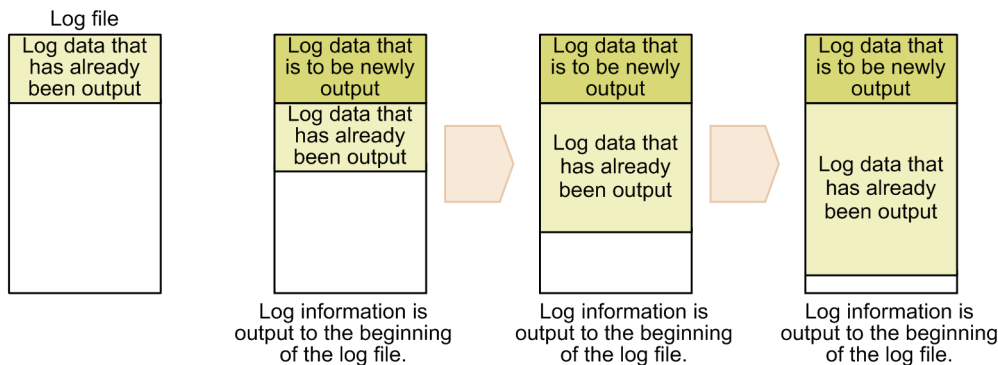 Log file
Log data that
has already
been output
Log data that
is to be newly
output
Log data that
has already
been output
Log information is
output to the beginning
of the log file.
Log data that
is to be newly
output
Log data that
has already
been output
Log information is
output to the beginning
of the log file.
Log data that
is to be newly
output
Log data that
has already
been output
Log information is
output to the beginning
of the log file.